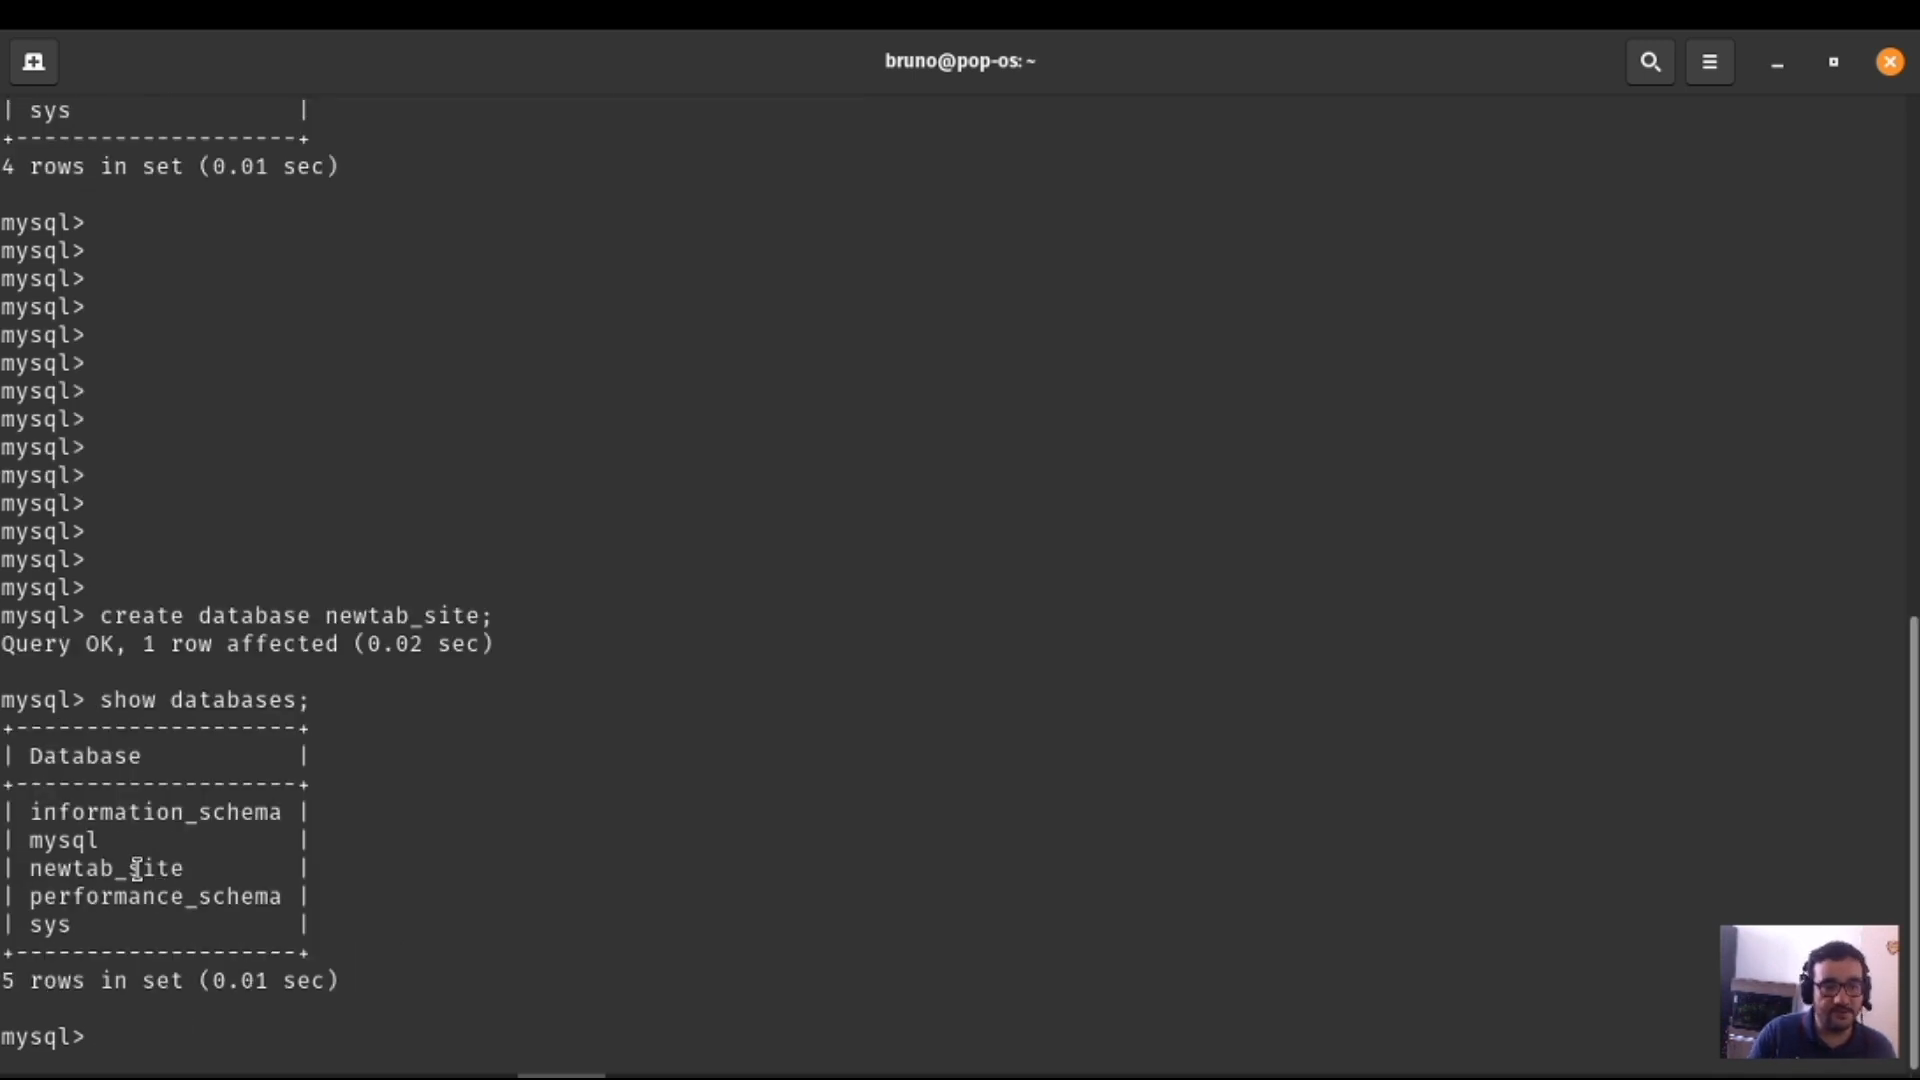 bruno@pop-os: ~
| sys                |
+--------------------+
4 rows in set (0.01 sec)
mysql>
mysql>
mysql>
mysql>
mysql>
mysql>
mysql>
mysql>
mysql>
mysql>
mysql>
mysql>
mysql>
mysql>
mysql> create database newtab_site;
Query OK, 1 row affected (0.02 sec)
mysql> show databases;
+--------------------+
| Database           |
+--------------------+
| information_schema |
| mysql              |
| newtab_site        |
| performance_schema |
| sys                |
+--------------------+
5 rows in set (0.01 sec)
mysql>